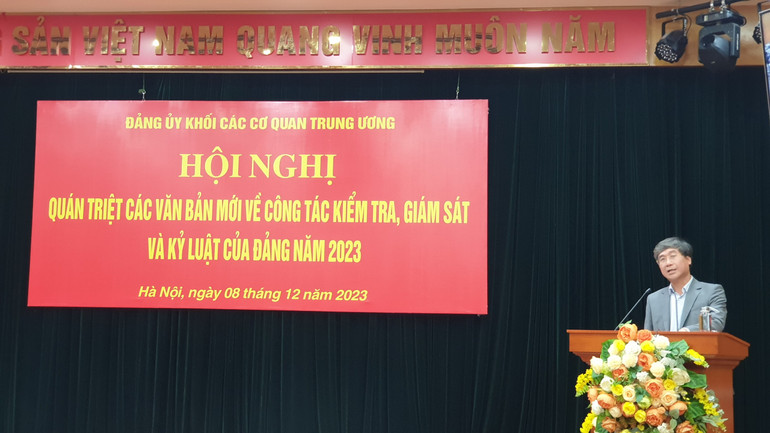 SẢN VIỆT NAM QUANG VINH MUÔN NĂM
ĐẢNG ỦY KHỐI CÁC CƠ QUAN TRUNG ƯƠNG
HỘI NGHỊ
QUÁN TRIỆT CÁC VĂN BẢN MỚI VỀ CÔNG TÁC KIỂM TRA, GIÁM SÁT
VÀ KỶ LUẬT CỦA ĐẢNG NĂM 2023
Hà Nội, ngày 08 tháng 12 năm 2023